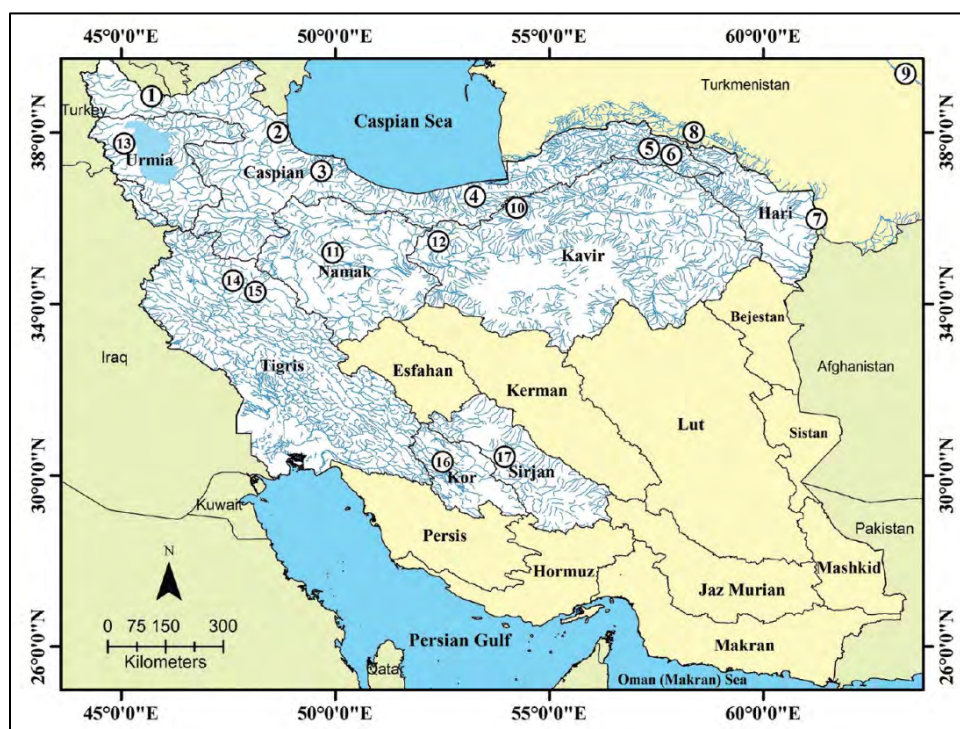 45°0'0"E 50°0'0"E 55°0'0"E 60°0'0"E
38°0'0"N
34°0'0"N
30°0'0"N
26°0'0"N
38°0'0"N
34°0'0"N
30°0'0"N
26°0'0"N
9
Turkmenistan
1
Turkey
Caspian Sea
2
8
13
Urmia
5
6
Caspian
3
4
10
Hari
7
12
11
Namak
Kavir
14
15
Bejestan
Iraq
Tigris
Esfahan
Kerman
Afghanistan
Lut
Sistan
16
17
Kor
Sirjan
Kuwait
Pakistan
Persis
Hormuz
Mashkid
N
Jaz Murian
0 75 150 300
Kilometers
Persian Gulf
Makran
Qatar
Oman (Makran) Sea
45°0'0"E 50°0'0"E 55°0'0"E 60°0'0"E